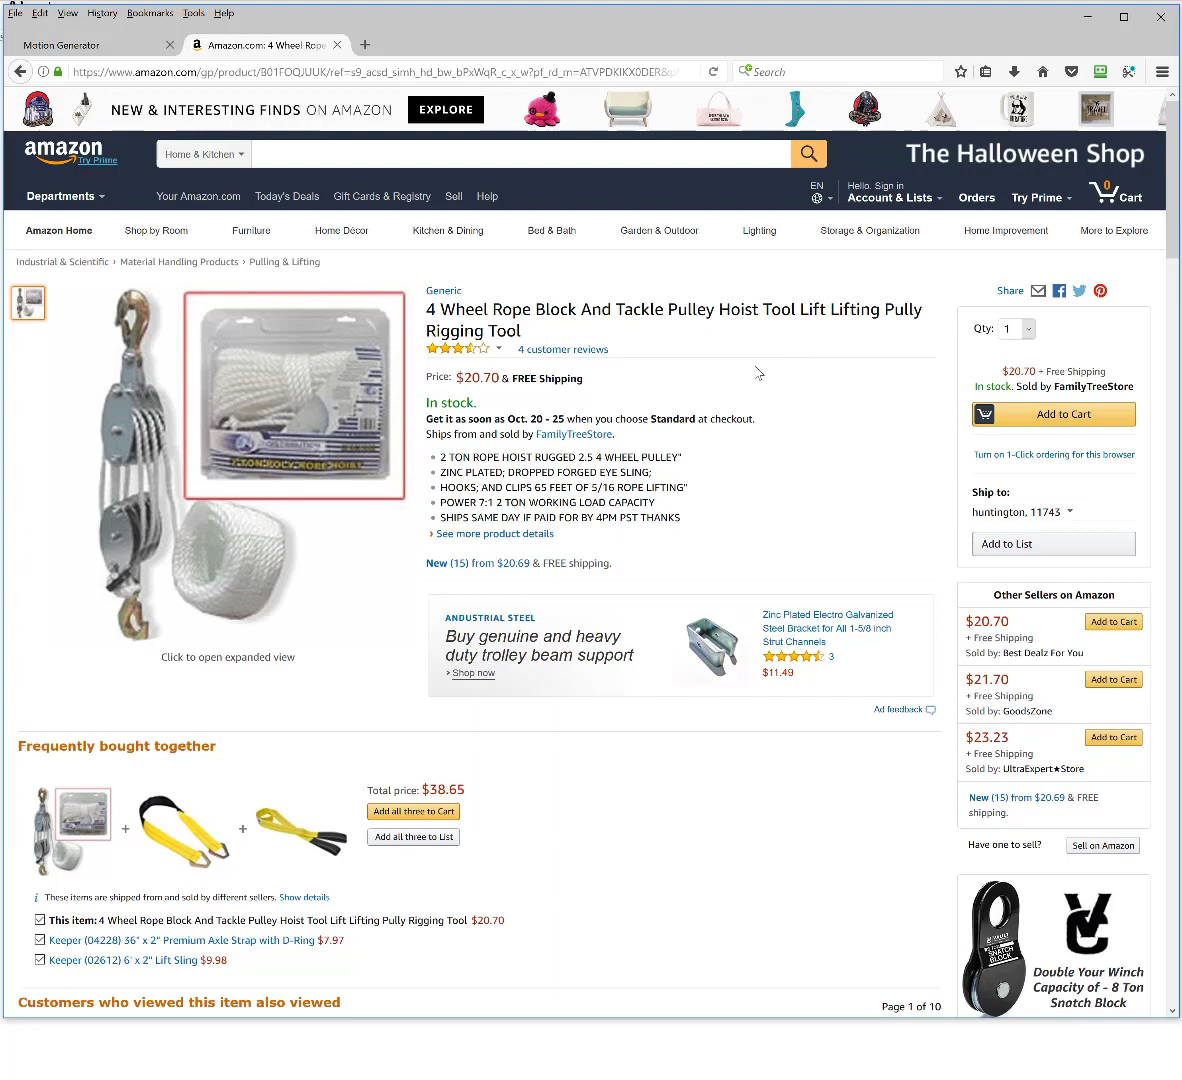 File Edit View History Bookmarks Tools Help
Motion Generator
Amazon.com: 4 Wheel Rope
https://www.amazon.com/gp/product/B01FOQJUUK/ref=s9_acsd_simh_hd_bw_bPxWqR_c_x_w?pf_rd_m=ATVPDKIKX0DER&
Search
NEW & INTERESTING FINDS ON AMAZON EXPLORE
amazon
Try Prime
Home & Kitchen
The Halloween Shop
Departments
Your Amazon.com Today's Deals Gift Cards & Registry Sell Help
EN
Hello. Sign in
Account & Lists
Orders
Try Prime
0
Cart
Amazon Home Shop by Room Furniture Home Décor Kitchen & Dining Bed & Bath Garden & Outdoor Lighting Storage & Organization Home Improvement More to Explore
Industrial & Scientific › Material Handling Products › Pulling & Lifting
Generic
4 Wheel Rope Block And Tackle Pulley Hoist Tool Lift Lifting Pully
Rigging Tool
4 customer reviews
Price: $20.70 & FREE Shipping
In stock.
Get it as soon as Oct. 20 - 25 when you choose Standard at checkout.
Ships from and sold by FamilyTreeStore.
• 2 TON ROPE HOIST RUGGED 2.5 4 WHEEL PULLEY"
• ZINC PLATED; DROPPED FORGED EYE SLING;
• HOOKS; AND CLIPS 65 FEET OF 5/16 ROPE LIFTING"
• POWER 7:1 2 TON WORKING LOAD CAPACITY
• SHIPS SAME DAY IF PAID FOR BY 4PM PST THANKS
› See more product details
New (15) from $20.69 & FREE shipping.
Click to open expanded view
ANDUSTRIAL STEEL
Buy genuine and heavy
duty trolley beam support
› Shop now
Zinc Plated Electro Galvanized
Steel Bracket for All 1-5/8 inch
Strut Channels
3
$11.49
Ad feedback
Share
Qty: 1
$20.70 + Free Shipping
In stock. Sold by FamilyTreeStore
Add to Cart
Turn on 1-Click ordering for this browser
Ship to:
huntington, 11743
Add to List
Other Sellers on Amazon
$20.70 Add to Cart
+ Free Shipping
Sold by: Best Dealz For You
$21.70 Add to Cart
+ Free Shipping
Sold by: GoodsZone
$23.23 Add to Cart
+ Free Shipping
Sold by: UltraExpert★Store
New (15) from $20.69 & FREE
shipping.
Have one to sell? Sell on Amazon
VAULT
SNATCH
BLOCK
Double Your Winch
Capacity of - 8 Ton
Snatch Block
Frequently bought together
+ +
Total price: $38.65
Add all three to Cart
Add all three to List
i These items are shipped from and sold by different sellers. Show details
This item: 4 Wheel Rope Block And Tackle Pulley Hoist Tool Lift Lifting Pully Rigging Tool $20.70
Keeper (04228) 36" x 2" Premium Axle Strap with D-Ring $7.97
Keeper (02612) 6' x 2" Lift Sling $9.98
Customers who viewed this item also viewed
Page 1 of 10